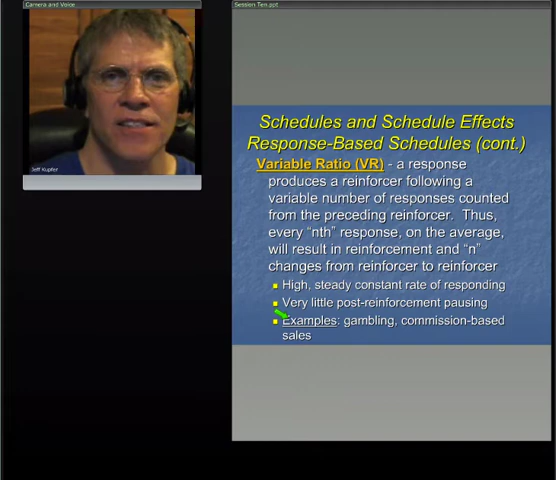 Camera and Voice
Session Ten.ppt
Jeff Kupfer
Schedules and Schedule Effects
Response-Based Schedules (cont.)
Variable Ratio (VR) - a response
produces a reinforcer following a
variable number of responses counted
from the preceding reinforcer. Thus,
every “nth” response, on the average,
will result in reinforcement and “n”
changes from reinforcer to reinforcer
High, steady constant rate of responding
Very little post-reinforcement pausing
Examples: gambling, commission-based
sales